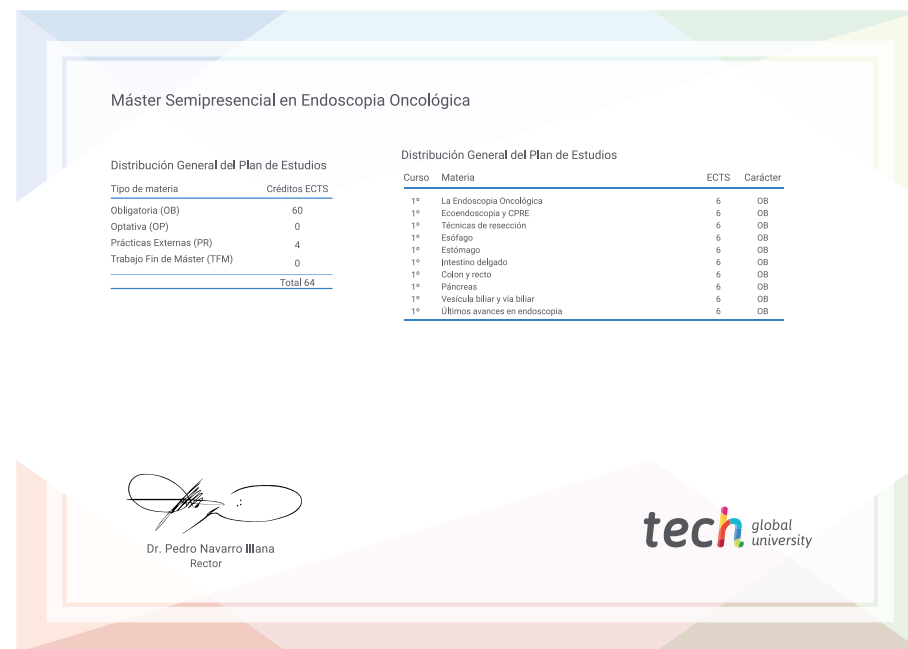 Máster Semipresencial en Endoscopia Oncológica
Distribución General del Plan de Estudios
Tipo de materia Créditos ECTS
Obligatoria (OB) 60
Optativa (OP) 0
Prácticas Externas (PR) 4
Trabajo Fin de Máster (TFM) 0
Total 64
Distribución General del Plan de Estudios
Curso Materia ECTS Carácter
1º La Endoscopia Oncológica 6 OB
1º Ecoendoscopia y CPRE 6 OB
1º Técnicas de resección 6 OB
1º Esófago 6 OB
1º Estómago 6 OB
1º Intestino delgado 6 OB
1º Colon y recto 6 OB
1º Páncreas 6 OB
1º Vesícula biliar y vía biliar 6 OB
1º Últimos avances en endoscopia 6 OB
Dr. Pedro Navarro Illana
Rector
tech global
university